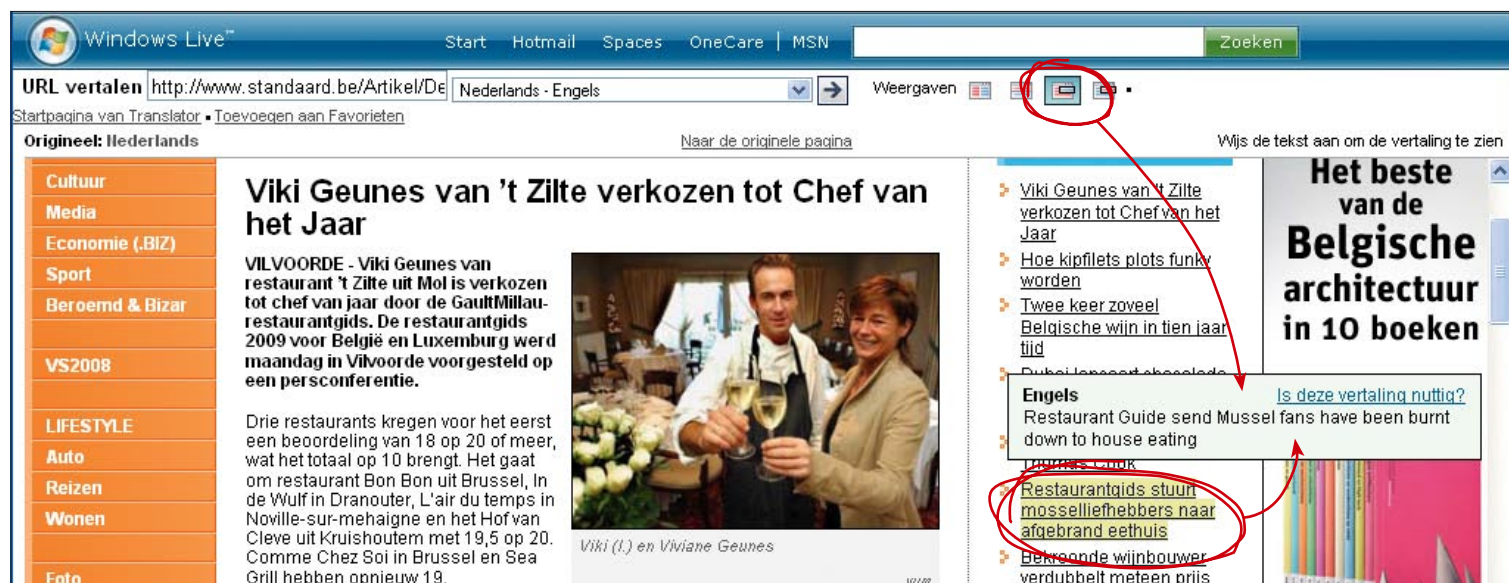 Windows Live™
Start Hotmail Spaces OneCare | MSN
Zoeken
URL vertalen http://www.standaard.be/Artikel/De Nederlands - Engels Weergaven
Startpagina van Translator ▪ Toevoegen aan Favorieten
Origineel: Nederlands Naar de originele pagina Wijs de tekst aan om de vertaling te zien
Cultuur
Media
Economie (.BIZ)
Sport
Beroemd & Bizar
VS2008
LIFESTYLE
Auto
Reizen
Wonen
Foto
Viki Geunes van 't Zilte verkozen tot Chef van
het Jaar
VILVOORDE - Viki Geunes van
restaurant 't Zilte uit Mol is verkozen
tot chef van jaar door de GaultMillau-
restaurantgids. De restaurantgids
2009 voor België en Luxemburg werd
maandag in Vilvoorde voorgesteld op
een persconferentie.
Drie restaurants kregen voor het eerst
een beoordeling van 18 op 20 of meer,
wat het totaal op 10 brengt. Het gaat
om restaurant Bon Bon uit Brussel, In
de Wulf in Dranouter, L'air du temps in
Noville-sur-mehaigne en het Hof van
Cleve uit Kruishoutem met 19,5 op 20.
Comme Chez Soi in Brussel en Sea
Grill hebben opnieuw 19.
Viki (l.) en Viviane Geunes
Viki Geunes van 't Zilte
verkozen tot Chef van het
Jaar
Hoe kipfilets plots funky
worden
Twee keer zoveel
Belgische wijn in tien jaar
tijd
Dubai lanceert chocolade
Engels Is deze vertaling nuttig?
Restaurant Guide send Mussel fans have been burnt
down to house eating
Thomas Cook
Restaurantgids stuurt
mosselliefhebbers naar
afgebrand eethuis
Bekroonde wijnbouwer
verdubbelt meteen prijs
Het beste
van de
Belgische
architectuur
in 10 boeken